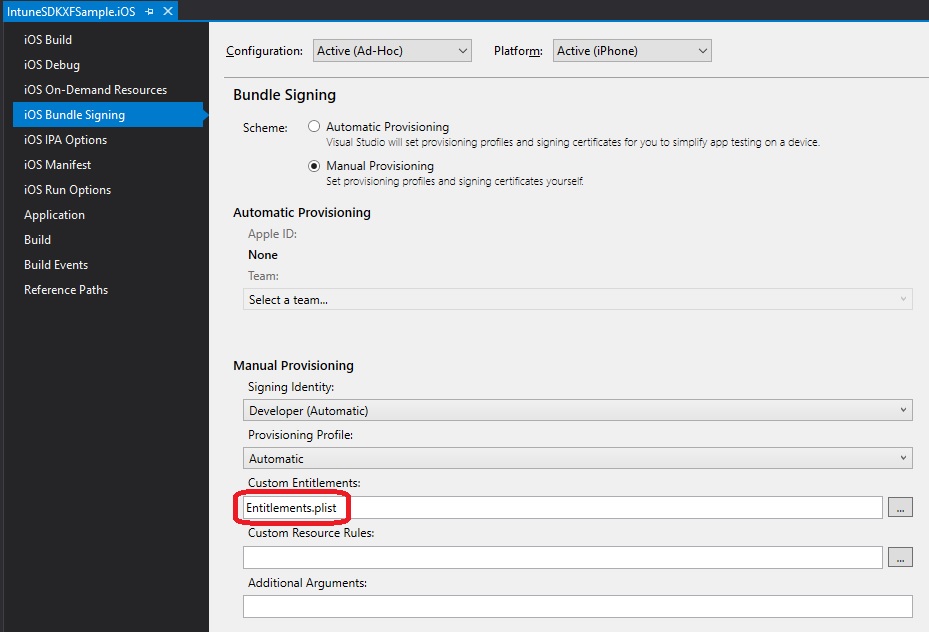 IntuneSDKXFSample.iOS
iOS Build
iOS Debug
iOS On-Demand Resources
iOS Bundle Signing
iOS IPA Options
iOS Manifest
iOS Run Options
Application
Build
Build Events
Reference Paths
Configuration: Active (Ad-Hoc) Platform: Active (iPhone)
Bundle Signing
Scheme: Automatic Provisioning
Visual Studio will set provisioning profiles and signing certificates for you to simplify app testing on a device.
Manual Provisioning
Set provisioning profiles and signing certificates yourself.
Automatic Provisioning
Apple ID:
None
Team:
Select a team...
Manual Provisioning
Signing Identity:
Developer (Automatic)
Provisioning Profile:
Automatic
Custom Entitlements:
Entitlements.plist ...
Custom Resource Rules:
...
Additional Arguments: